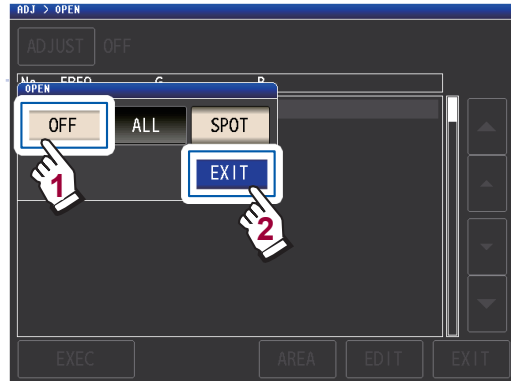 ADJ > OPEN
ADJUST OFF
No. FREQ G B
OPEN
OFF ALL SPOT
EXIT
1
2
EXEC AREA EDIT EXIT